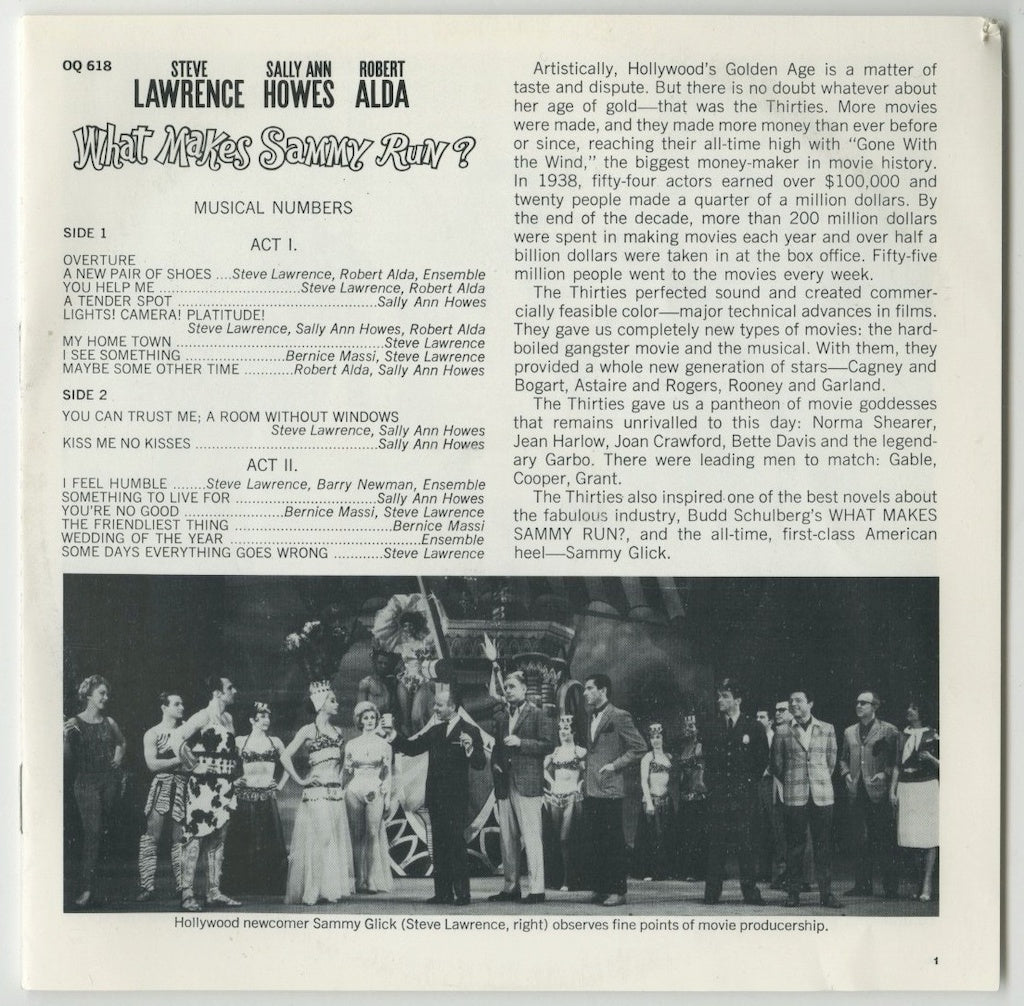 OQ 618
STEVE LAWRENCE SALLY ANN HOWES ROBERT ALDA
What Makes Sammy Run?
MUSICAL NUMBERS
SIDE 1
ACT I.
OVERTURE
A NEW PAIR OF SHOES ....Steve Lawrence, Robert Alda, Ensemble
YOU HELP ME ................................Steve Lawrence, Robert Alda
A TENDER SPOT .............................................Sally Ann Howes
LIGHTS! CAMERA! PLATITUDE!
Steve Lawrence, Sally Ann Howes, Robert Alda
MY HOME TOWN ..............................................Steve Lawrence
I SEE SOMETHING .......................Bernice Massi, Steve Lawrence
MAYBE SOME OTHER TIME ...........Robert Alda, Sally Ann Howes
SIDE 2
YOU CAN TRUST ME; A ROOM WITHOUT WINDOWS
Steve Lawrence, Sally Ann Howes
KISS ME NO KISSES .........................................Sally Ann Howes
ACT II.
I FEEL HUMBLE .......Steve Lawrence, Barry Newman, Ensemble
SOMETHING TO LIVE FOR ................................Sally Ann Howes
YOU'RE NO GOOD .......................Bernice Massi, Steve Lawrence
THE FRIENDLIEST THING ...................................Bernice Massi
WEDDING OF THE YEAR ...........................................Ensemble
SOME DAYS EVERYTHING GOES WRONG ...........Steve Lawrence
Artistically, Hollywood's Golden Age is a matter of
taste and dispute. But there is no doubt whatever about
her age of gold—that was the Thirties. More movies
were made, and they made more money than ever before
or since, reaching their all-time high with "Gone With
the Wind," the biggest money-maker in movie history.
In 1938, fifty-four actors earned over $100,000 and
twenty people made a quarter of a million dollars. By
the end of the decade, more than 200 million dollars
were spent in making movies each year and over half a
billion dollars were taken in at the box office. Fifty-five
million people went to the movies every week.
The Thirties perfected sound and created commer-
cially feasible color—major technical advances in films.
They gave us completely new types of movies: the hard-
boiled gangster movie and the musical. With them, they
provided a whole new generation of stars—Cagney and
Bogart, Astaire and Rogers, Rooney and Garland.
The Thirties gave us a pantheon of movie goddesses
that remains unrivalled to this day: Norma Shearer,
Jean Harlow, Joan Crawford, Bette Davis and the legend-
ary Garbo. There were leading men to match: Gable,
Cooper, Grant.
The Thirties also inspired one of the best novels about
the fabulous industry, Budd Schulberg's WHAT MAKES
SAMMY RUN?, and the all-time, first-class American
heel—Sammy Glick.
Hollywood newcomer Sammy Glick (Steve Lawrence, right) observes fine points of movie producership.
1